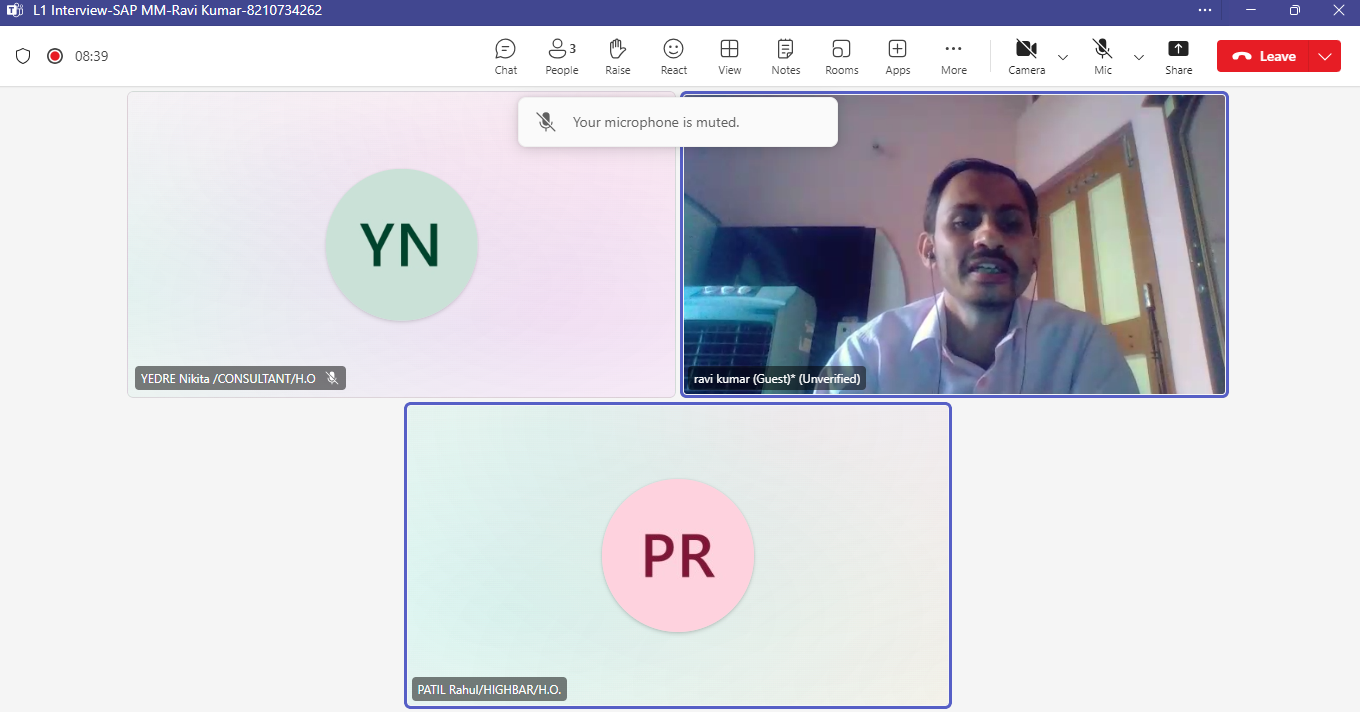 L1 Interview-SAP MM-Ravi Kumar-8210734262
08:39
Chat
3
People
Raise
React
View
Notes
Rooms
Apps
More
Camera
Mic
Share
Leave
Your microphone is muted.
YN
YEDRE Nikita /CONSULTANT/H.O
ravi kumar (Guest)* (Unverified)
PR
PATIL Rahul/HIGHBAR/H.O.